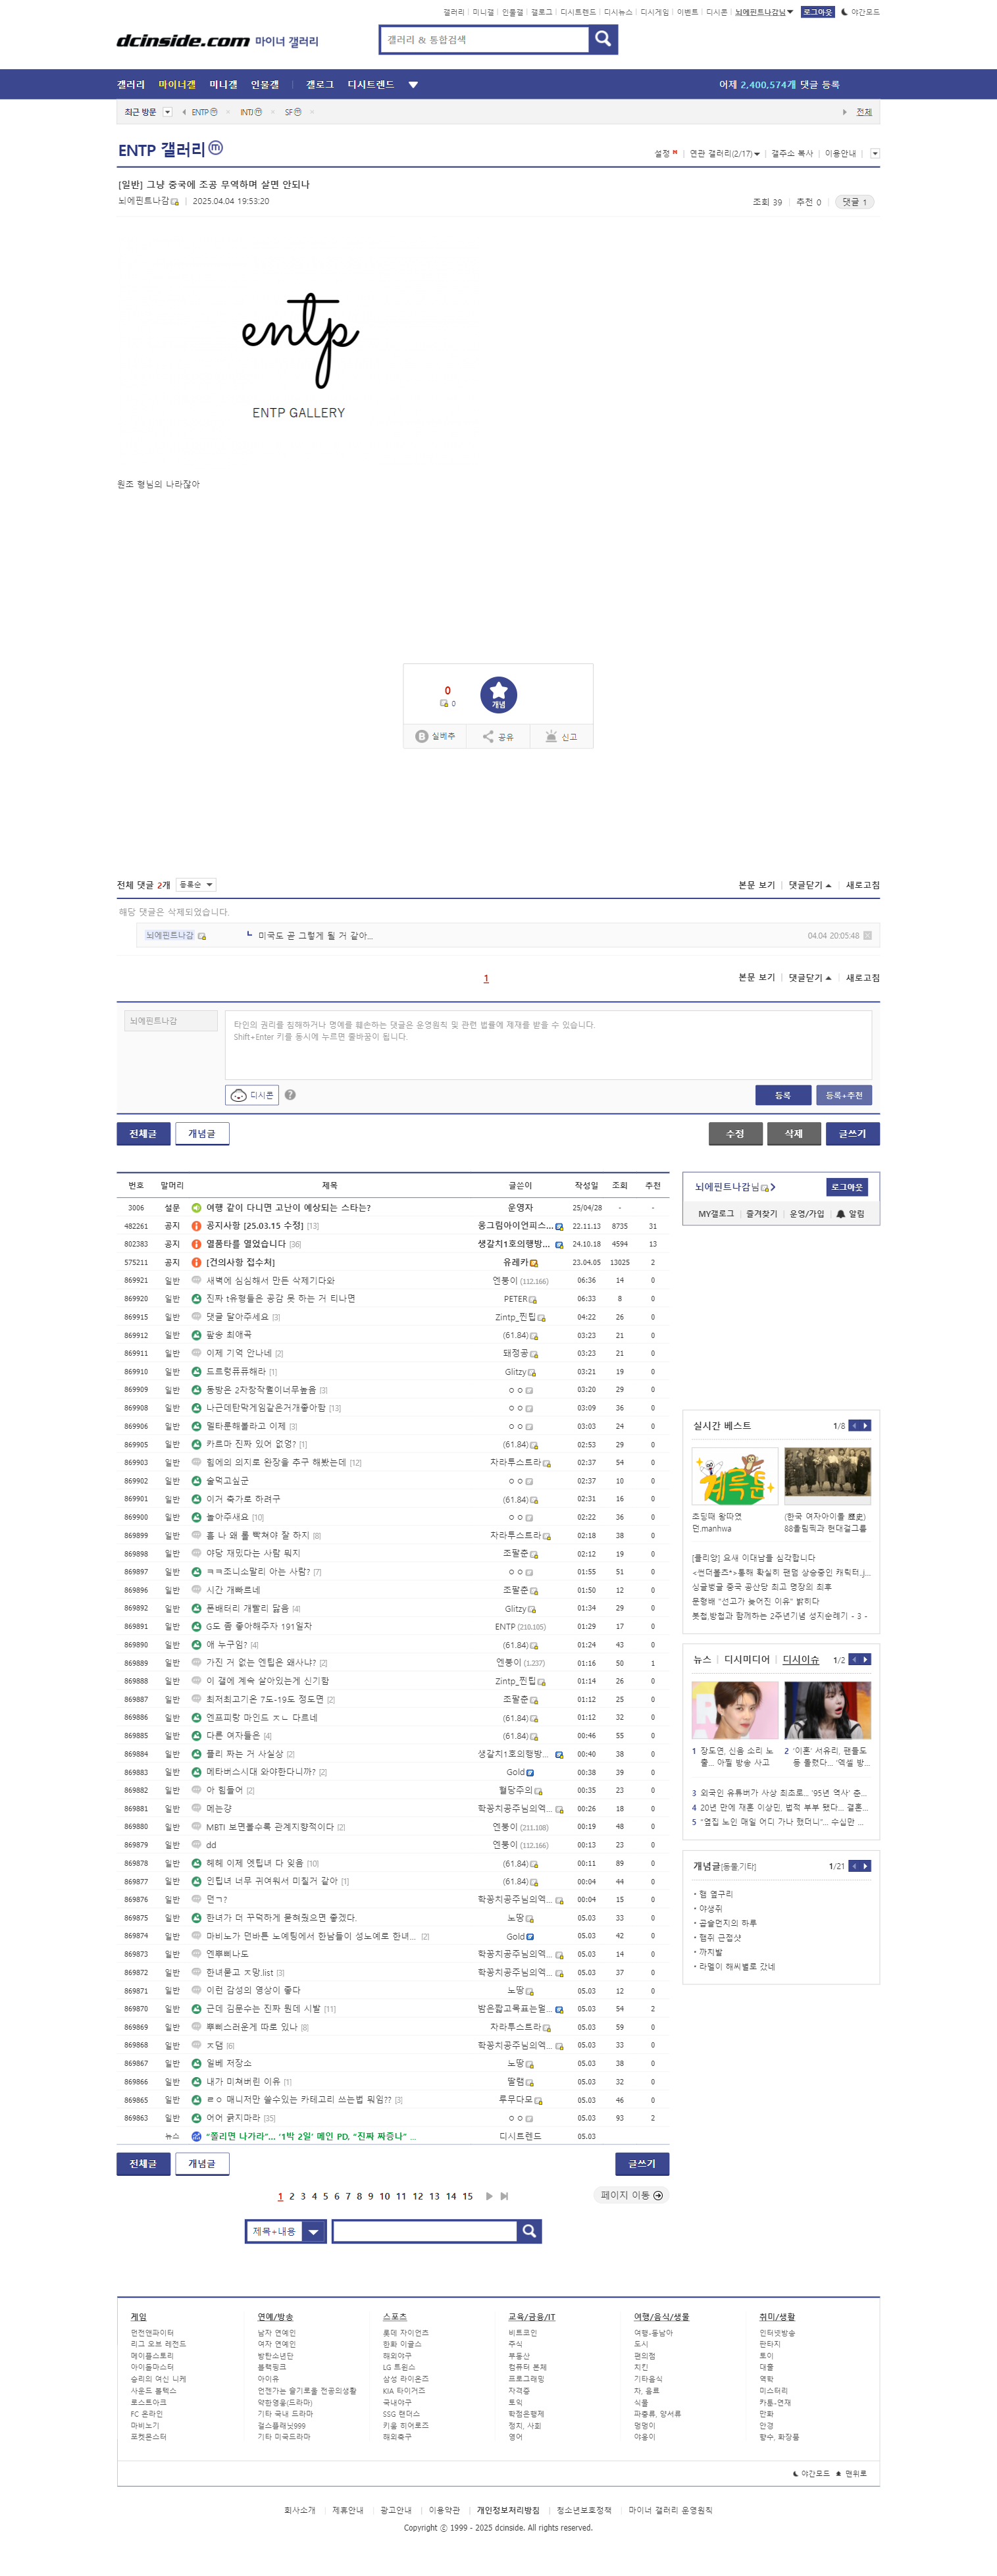 갤러리 미니갤 인물갤 갤로그 디시트렌드 디시뉴스 디시게임 이벤트 디시콘 뇌에핀트나감님 로그아웃 야간모드
dcinside.com 마이너 갤러리
갤러리 & 통합검색
갤러리 마이너갤 미니갤 인물갤 갤로그 디시트렌드
어제 2,400,574개 댓글 등록
최근 방문 ENTP ⓜ × INTJ ⓜ × SF ⓜ × 전체
ENTP 갤러리 ⓜ
설정 연관 갤러리(2/17) 갤주소 복사 이용안내
[일반] 그냥 중국에 조공 무역하며 살면 안되나
뇌에핀트나감 2025.04.04 19:53:20
조회 39 추천 0 댓글 1
entp
ENTP GALLERY
원조 형님의 나라잖아
0
0
개념
실베추 공유 신고
전체 댓글 2개 등록순
본문 보기 댓글닫기 새로고침
해당 댓글은 삭제되었습니다.
뇌에핀트나감 미국도 곧 그렇게 될 거 같아...
04.04 20:05:48
1
본문 보기 댓글닫기 새로고침
뇌에핀트나감
타인의 권리를 침해하거나 명예를 훼손하는 댓글은 운영원칙 및 관련 법률에 제재를 받을 수 있습니다.
Shift+Enter 키를 동시에 누르면 줄바꿈이 됩니다.
디시콘 ?
등록 등록+추천
전체글 개념글
수정 삭제 글쓰기
번호 말머리 제목 글쓴이 작성일 조회 추천
3006 설문 여행 같이 다니면 고난이 예상되는 스타는? 운영자 25/04/28 - -
482261 공지 공지사항 [25.03.15 수정] [13] 웅그림아이언피스... 22.11.13 8735 31
802383 공지 열품타를 열었습니다 [36] 생갈치1호의행방... 24.10.18 4594 13
575211 공지 [건의사항 접수처] 유레카 23.04.05 13025 2
869921 일반 새벽에 심심해서 만든 삭제기다와 엔붕이 (112.166) 06:36 14 0
869920 일반 진짜 t유형들은 공감 못 하는 거 티나면 PETER 06:33 8 0
869915 일반 댓글 달아주세요 [3] Zintp_찐팁 04:22 26 0
869912 일반 팝송 최애곡 (61.84) 03:23 21 0
869911 일반 이제 기억 안나네 [2] 돼정공 03:23 21 0
869910 일반 드르렁퓨퓨해라 [1] Glitzy 03:21 19 0
869909 일반 동방은 2차창작퀄이너무높음 [3] ㅇㅇ 03:20 29 0
869908 일반 나근데탄막게임같은거개좋아함 [13] ㅇㅇ 03:09 36 0
869906 일반 델타룬해볼라고 이제 [3] ㅇㅇ 03:03 24 0
869905 일반 카르마 진짜 있어 없엉? [1] (61.84) 02:53 29 0
869903 일반 힘에의 의지로 완장을 추구 해봤는데 [12] 자라투스트라 02:37 54 0
869902 일반 술먹고싶군 ㅇㅇ 02:37 10 0
869901 일반 이거 축가로 하려구 (61.84) 02:31 16 0
869900 일반 놀아주새요 [10] ㅇㅇ 02:22 36 0
869899 일반 흠 나 왜 롤 빡쳐야 잘 하지 [8] 자라투스트라 02:18 38 0
869898 일반 야당 재밌다는 사람 뭐지 조팔춘 02:12 19 0
869897 일반 ㅋㅋ조니소말리 아는 사람? [7] ㅇㅇ 01:55 51 0
869896 일반 시간 개빠르네 조팔춘 01:50 12 0
869892 일반 폰배터리 개빨리 닳음 [4] Glitzy 01:34 29 0
869891 일반 G도 좀 좋아해주자 191일차 ENTP (210.105) 01:29 17 0
869890 일반 얘 누구임? [4] (61.84) 01:24 43 0
869889 일반 가진 거 없는 엔팁은 왜사냐? [2] 엔붕이 (1.237) 01:16 50 1
869888 일반 이 갤에 계속 살아있는게 신기함 Zintp_찐팁 01:14 26 0
869887 일반 최저최고기온 7도-19도 정도면 [2] 조팔춘 01:12 25 0
869886 일반 엔프피랑 마인드 ㅈㄴ 다르네 (61.84) 01:12 32 0
869885 일반 다른 여자들은 [4] (61.84) 00:46 55 0
869884 일반 플리 짜는 거 사실상 [2] 생갈치1호의행방... 00:40 38 0
869883 일반 메타버스시대 와야한다니까? [2] Gold 00:38 39 0
869882 일반 아 힘들어 [2] 혈당주의 00:35 23 0
869881 일반 메는걍 학꽁치공주님의역... 00:26 18 0
869880 일반 MBTI 보면볼수록 관계지향적이다 [2] 엔붕이 (211.108) 00:19 48 0
869879 일반 dd 엔붕이 (112.166) 00:13 23 0
869878 일반 헤헤 이제 엣팁녀 다 잊음 [10] (61.84) 00:11 89 0
869877 일반 인팁녀 너무 귀여워서 미칠거 같아 [1] (61.84) 00:04 44 0
869876 일반 먼ㄱ? 학꽁치공주님의역... 00:04 15 0
869875 일반 한녀가 더 꾸덕하게 묻혀줬으면 좋겠다. 노땅 05.03 33 0
869874 일반 마비노가 먼바튼 노예팅에서 한남들이 성노예로 한녀... [2] Gold 05.03 42 0
869873 일반 엔뿌삐나도 학꽁치공주님의역... 05.03 14 0
869872 일반 한녀묻고 ㅈ망.list [3] 학꽁치공주님의역... 05.03 37 0
869871 일반 이런 감성의 영상이 좋다 노땅 05.03 12 0
869870 일반 근데 김문수는 진짜 뭔데 시발 [11] 밤은짧고목표는멀... 05.03 54 2
869869 일반 뿌삐스러운게 따로 있나 [8] 자라투스트라 05.03 59 0
869868 일반 ㅈ댐 [6] 학꽁치공주님의역... 05.03 33 0
869867 일반 일베 저장소 노땅 05.03 38 0
869866 일반 내가 미쳐버린 이유 [1] 딸램 05.03 32 0
869865 일반 ㄹㅇ 매니저만 쓸수있는 카테고리 쓰는법 뭐임?? [3] 루무다모 05.03 46 0
869863 일반 어어 긁지마라 [35] ㅇㅇ 05.03 93 2
뉴스 “쫄리면 나가라”... ‘1박 2일’ 메인 PD, “진짜 짜증나” ... 디시트렌드 05.03
전체글 개념글 글쓰기
1 2 3 4 5 6 7 8 9 10 11 12 13 14 15
페이지 이동
제목+내용
뇌에핀트나감님 로그아웃
MY갤로그 즐겨찾기 운영/가입 알림
실시간 베스트 1/8
계륵툰
초딩때 왕따였던.manhwa
(한국 여자아이돌 歷史) 88올림픽과 현대걸그룹
[클리앙] 요새 이대남들 심각합니다
<썬더볼츠*>통해 확실히 팬덤 상승중인 캐릭터..j...
싱글벙글 중국 공산당 최고 명장의 최후
문형배 "선고가 늦어진 이유" 밝히다
붓첩,방첩과 함께하는 2주년기념 성지순례기 - 3 -
뉴스 디시미디어 디시이슈 1/2
1 장도연, 신음 소리 노출... 아찔 방송 사고
2 '이혼' 서유리, 팬들도 등 돌렸다... '엑셀 방...
3 외국인 유튜버가 사상 최초로... '95년 역사' 춘...
4 20년 만에 재혼 이상민, 법적 부부 됐다... 결혼...
5 "옆집 노인 매일 어디 가나 했더니"... 수십만 ...
개념글[동물,기타] 1/21
· 햄 옆구리
· 야생쥐
· 곱슬먼지의 하루
· 햄쥐 근접샷
· 까지발
· 라멜이 해씨별로 갔네
게임
던전앤파이터
리그 오브 레전드
메이플스토리
아이돌마스터
승리의 여신 니케
사운드 볼텍스
로스트아크
FC 온라인
마비노기
포켓몬스터
연예/방송
남자 연예인
여자 연예인
방탄소년단
블랙핑크
아이유
언젠가는 슬기로울 전공의생활
약한영웅(드라마)
기타 국내 드라마
걸스플래닛999
기타 미국드라마
스포츠
롯데 자이언츠
한화 이글스
해외야구
LG 트윈스
삼성 라이온즈
KIA 타이거즈
국내야구
SSG 랜더스
키움 히어로즈
해외축구
교육/금융/IT
비트코인
주식
부동산
컴퓨터 본체
프로그래밍
자격증
토익
학점은행제
정치, 사회
영어
여행/음식/생물
여행-동남아
도시
편의점
치킨
기타음식
차, 음료
식물
파충류, 양서류
멍멍이
야옹이
취미/생활
인터넷방송
판타지
토이
대출
역학
미스터리
카툰-연재
만화
안경
향수, 화장품
야간모드 맨위로
회사소개 제휴안내 광고안내 이용약관 개인정보처리방침 청소년보호정책 마이너 갤러리 운영원칙
Copyright ⓒ 1999 - 2025 dcinside. All rights reserved.